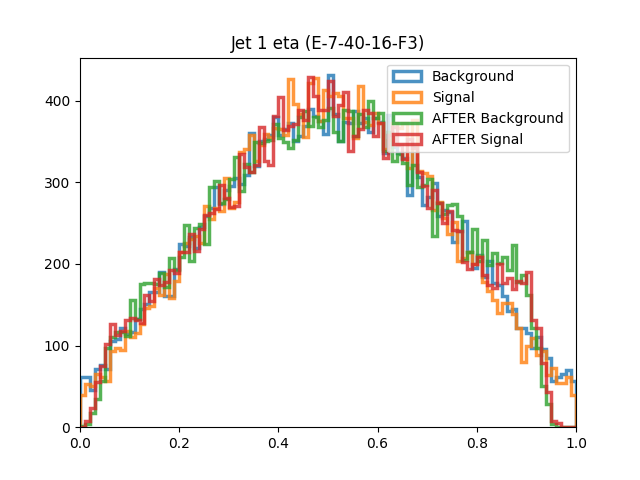 Jet 1 eta (E-7-40-16-F3)
Background
Signal
AFTER Background
AFTER Signal
400
300
200
100
0
0.0 0.2 0.4 0.6 0.8 1.0